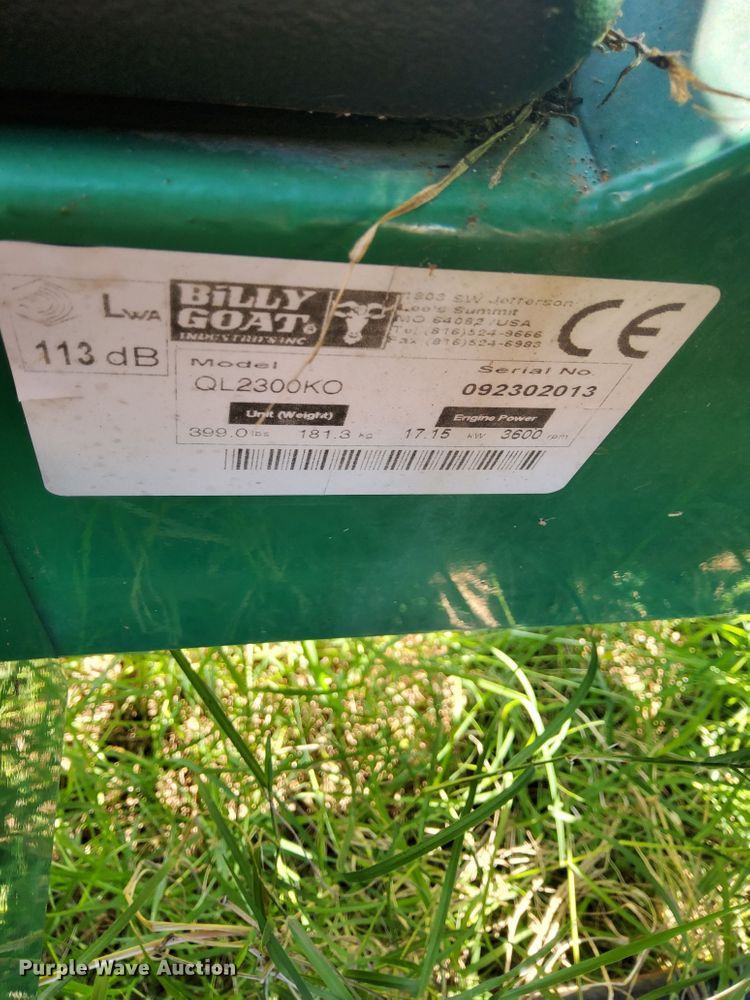 LWA
113 dB
BiLLY
GOAT®
INDUSTRIES INC
1803 SW Jefferson
Lee's Summit
MO 64082 /USA
Tel (816)524-9666
Fax (816)524-6983
CE
Model
Serial No
QL2300KO
092302013
Unit (Weight)
Engine Power
399.0 lbs 181.3 kg 17.15 kW 3600 rpm
Purple Wave Auction